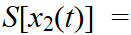 S[x₂(t)] =